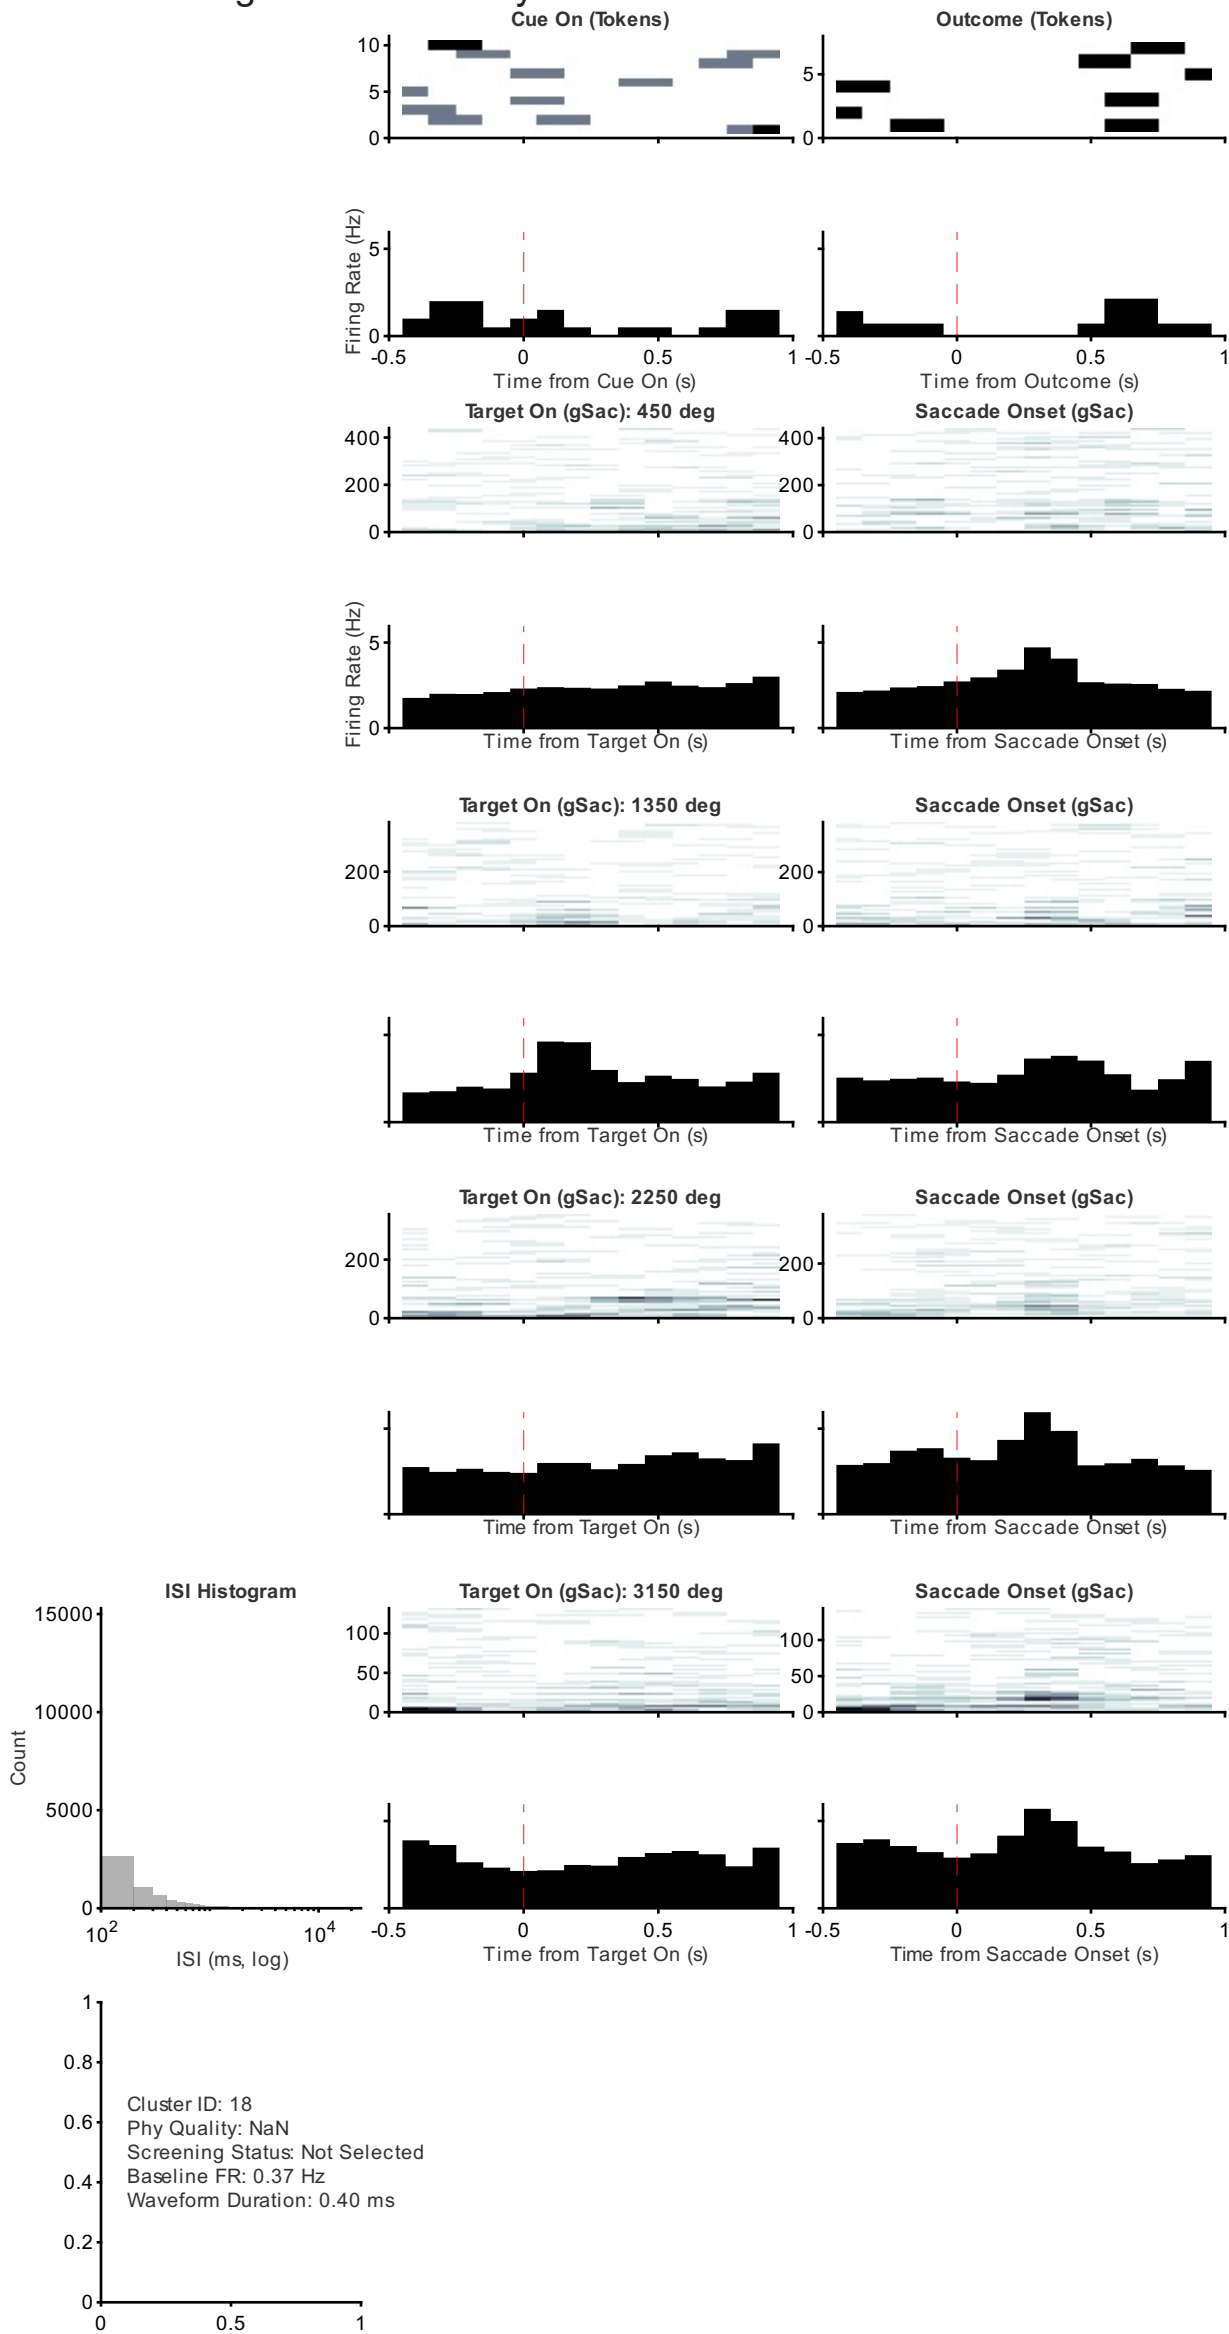 Cue On (Tokens)
Outcome (Tokens)
10
5
0
5
0
Firing Rate (Hz)
5
0
-0.5 0 0.5 1
-0.5 0 0.5 1
Time from Cue On (s)
Time from Outcome (s)
Target On (gSac): 450 deg
Saccade Onset (gSac)
400
200
0
400
200
0
Firing Rate (Hz)
5
0
Time from Target On (s)
Time from Saccade Onset (s)
Target On (gSac): 1350 deg
Saccade Onset (gSac)
200
0
200
0
Time from Target On (s)
Time from Saccade Onset (s)
Target On (gSac): 2250 deg
Saccade Onset (gSac)
200
0
200
0
Time from Target On (s)
Time from Saccade Onset (s)
ISI Histogram
Target On (gSac): 3150 deg
Saccade Onset (gSac)
15000
10000
5000
0
Count
10^2 10^4
ISI (ms, log)
100
50
0
100
50
0
-0.5 0 0.5 1
-0.5 0 0.5 1
Time from Target On (s)
Time from Saccade Onset (s)
1
0.8
0.6
0.4
0.2
0
Cluster ID: 18
Phy Quality: NaN
Screening Status: Not Selected
Baseline FR: 0.37 Hz
Waveform Duration: 0.40 ms
0 0.5 1